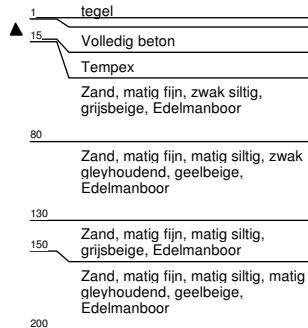 1 tegel
15 Volledig beton
Tempex
Zand, matig fijn, zwak siltig,
grijsbeige, Edelmanboor
80
Zand, matig fijn, matig siltig, zwak
gleyhoudend, geelbeige,
Edelmanboor
130
Zand, matig fijn, matig siltig,
grijsbeige, Edelmanboor
150
Zand, matig fijn, matig siltig, matig
gleyhoudend, geelbeige,
Edelmanboor
200